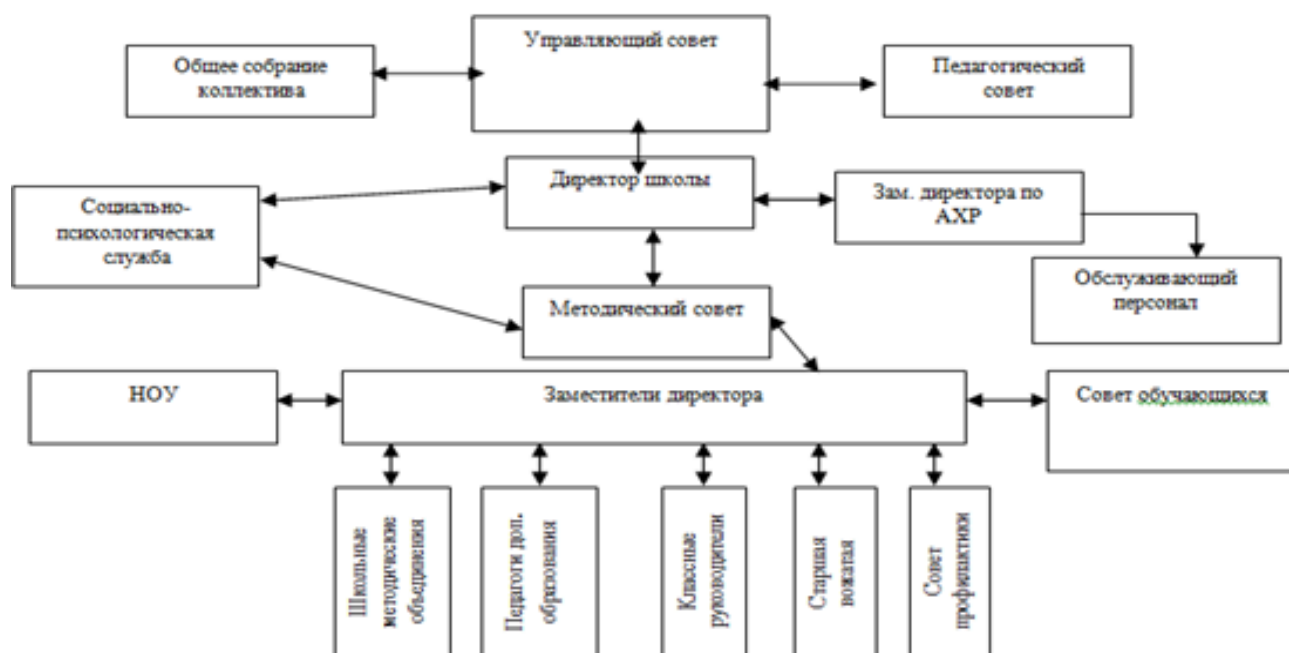 Управляющий совет
Общее собрание
коллектива
Педагогический
совет
Директор школы
Зам. директора по
АХР
Социально-
психологическая
служба
Обслуживающий
персонал
Методический совет
НОУ
Заместители директора
Совет обучающихся
Школьные
методические
объединения
Педагоги доп.
образования
Классные
руководители
Старшая
вожатая
Совет
профилактики